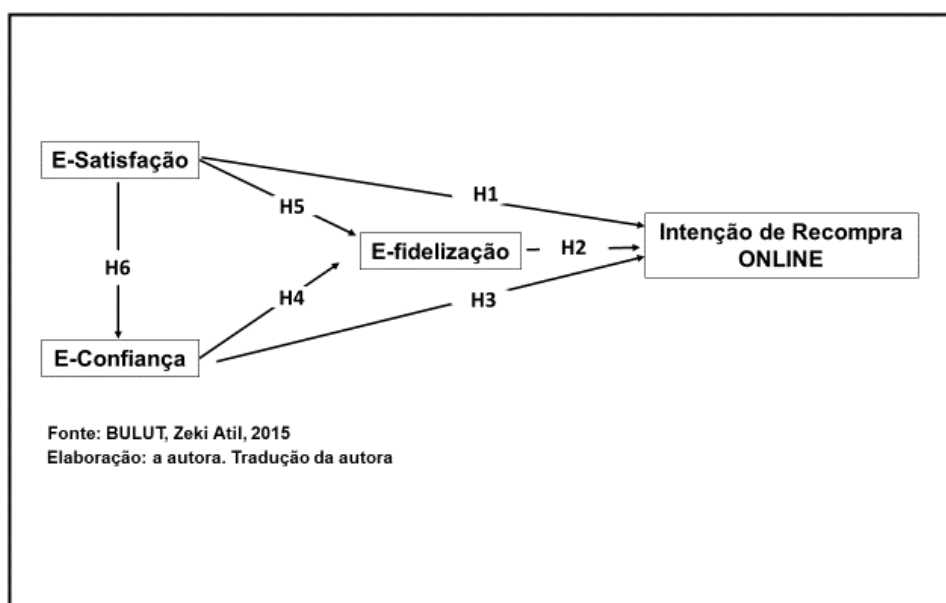 E-Satisfação
H1
H5
Intenção de Recompra
ONLINE
E-fidelização
H2
H6
H4
H3
E-Confiança
Fonte: BULUT, Zeki Atil, 2015
Elaboração: a autora. Tradução da autora